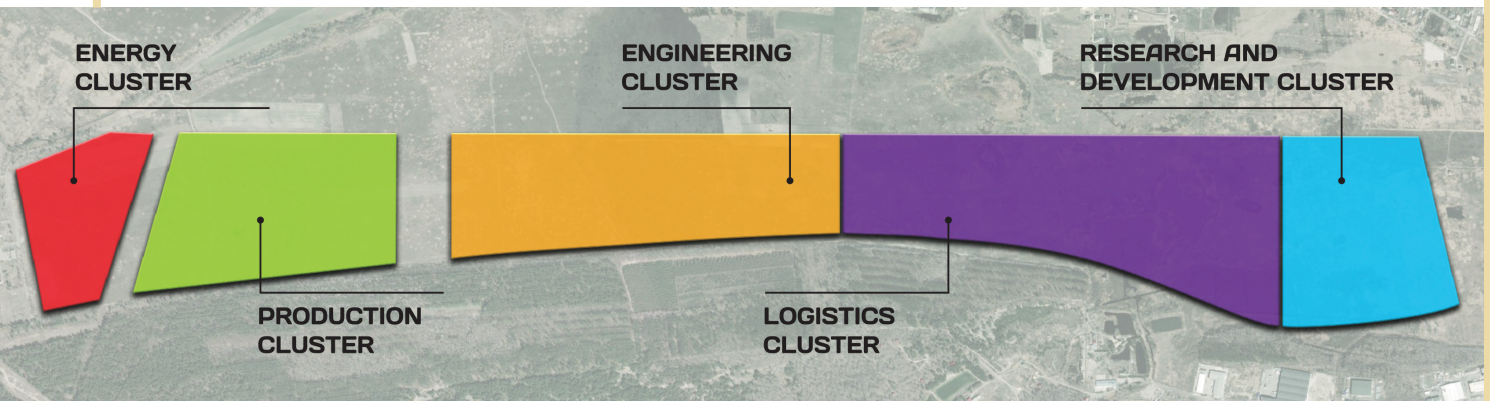 ENERGY
CLUSTER
ENGINEERING
CLUSTER
RESEARCH AND
DEVELOPMENT CLUSTER
PRODUCTION
CLUSTER
LOGISTICS
CLUSTER